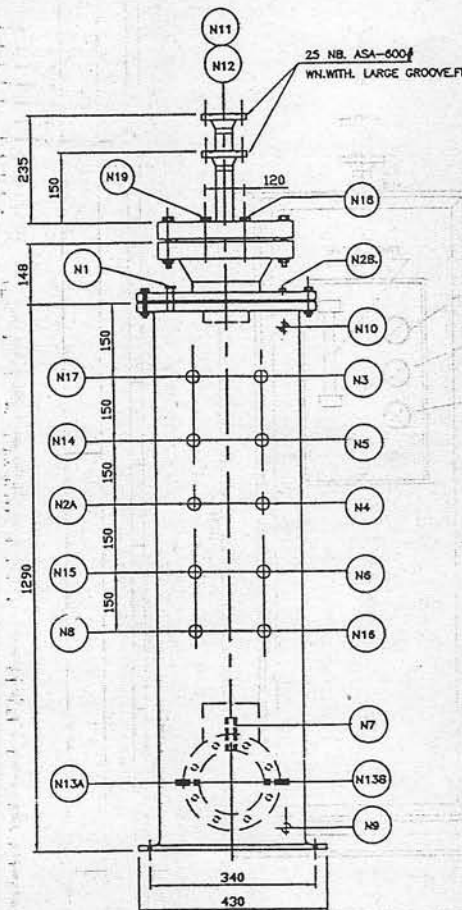 N11
N12
25 NB. ASA-600#
WN.WITH. LARGE GROOVE.F
235
150
N19
120
N18
148
N1
N2B.
N10
150
N17
N3
150
N14
N5
150
N2A
N4
150
N15
N6
150
N8
N16
1290
N7
N13A
N13B
N9
340
430